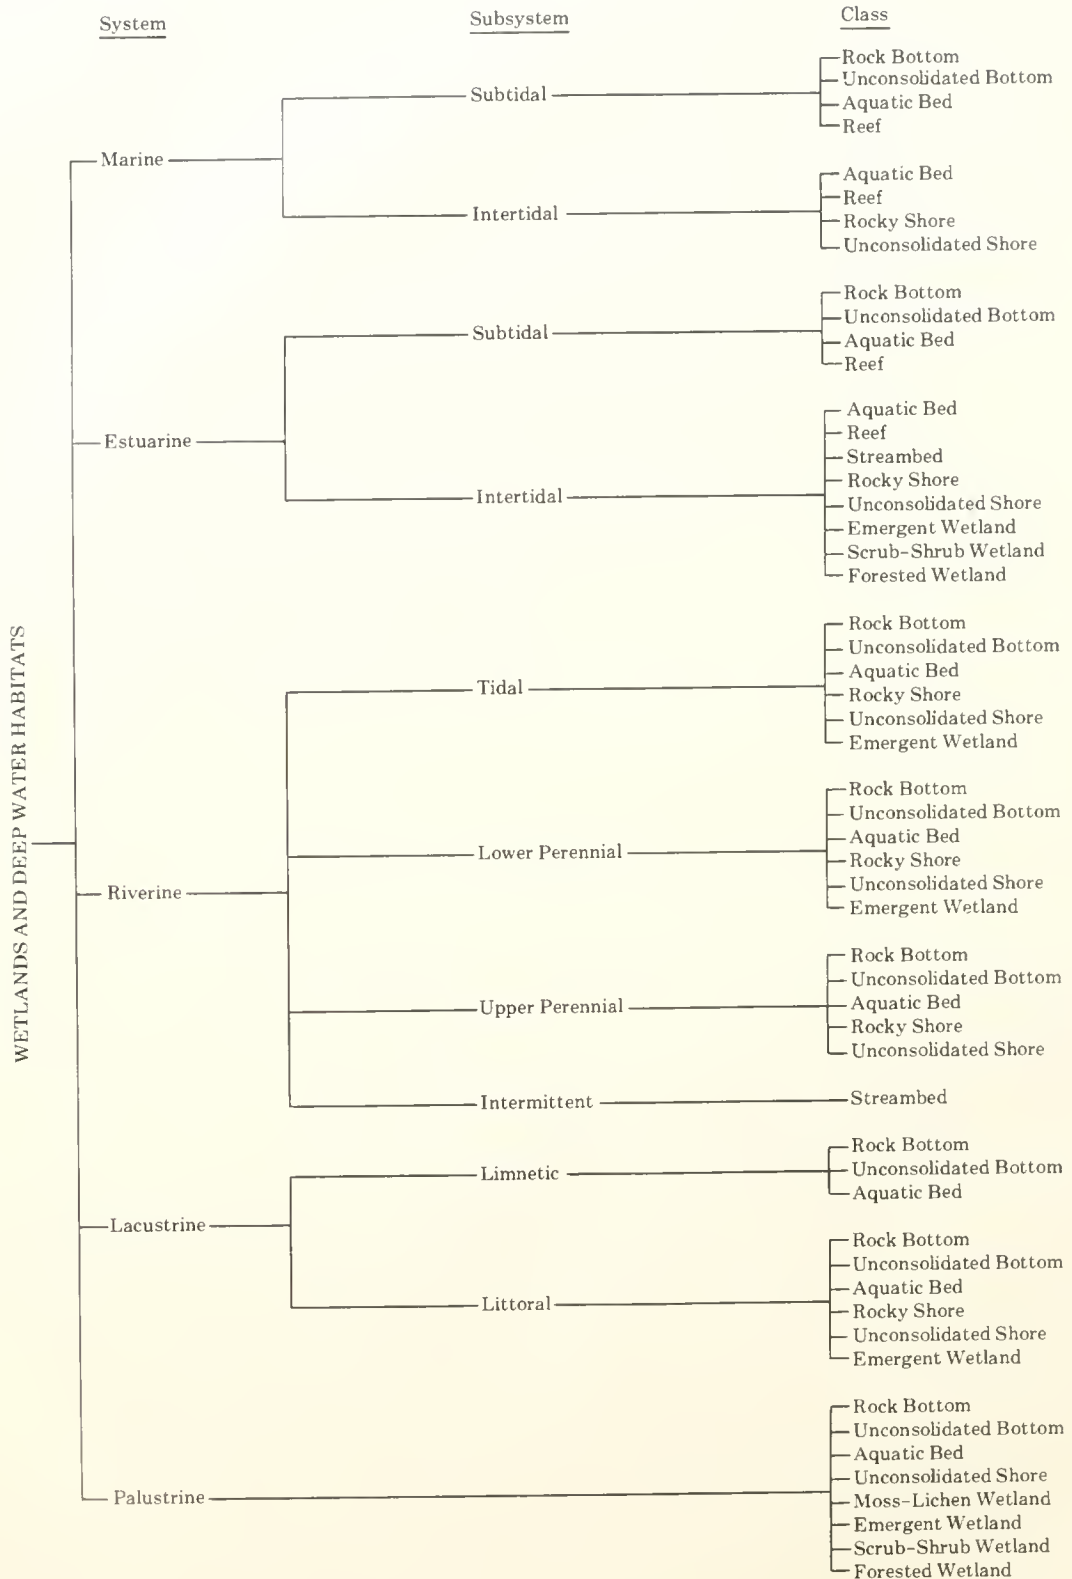 System Subsystem Class
Rock Bottom
Unconsolidated Bottom
Subtidal
Aquatic Bed
Reef
Marine
Aquatic Bed
Reef
Intertidal
Rocky Shore
Unconsolidated Shore
Rock Bottom
Unconsolidated Bottom
Subtidal
Aquatic Bed
Reef
Estuarine
Aquatic Bed
Reef
Streambed
Rocky Shore
Intertidal
Unconsolidated Shore
Emergent Wetland
Scrub-Shrub Wetland
Forested Wetland
WETLANDS AND DEEP WATER HABITATS
Rock Bottom
Unconsolidated Bottom
Aquatic Bed
Tidal
Rocky Shore
Unconsolidated Shore
Emergent Wetland
Rock Bottom
Unconsolidated Bottom
Aquatic Bed
Lower Perennial
Rocky Shore
Unconsolidated Shore
Emergent Wetland
Riverine
Rock Bottom
Unconsolidated Bottom
Upper Perennial
Aquatic Bed
Rocky Shore
Unconsolidated Shore
Intermittent
Streambed
Rock Bottom
Limnetic
Unconsolidated Bottom
Aquatic Bed
Lacustrine
Rock Bottom
Unconsolidated Bottom
Aquatic Bed
Littoral
Rocky Shore
Unconsolidated Shore
Emergent Wetland
Rock Bottom
Unconsolidated Bottom
Aquatic Bed
Unconsolidated Shore
Palustrine
Moss-Lichen Wetland
Emergent Wetland
Scrub-Shrub Wetland
Forested Wetland